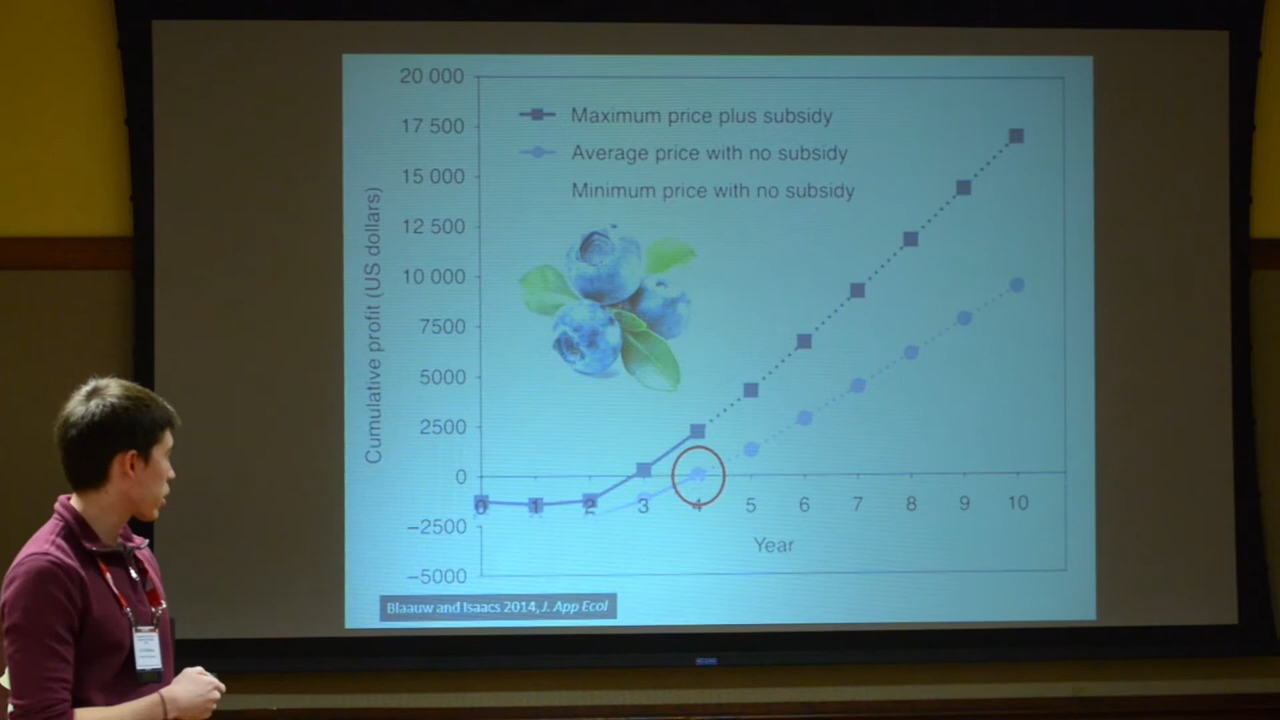 20 000
17 500
15 000
12 500
10 000
7500
5000
2500
0
−2500
−5000
Cumulative profit (US dollars)
Maximum price plus subsidy
Average price with no subsidy
Minimum price with no subsidy
0 1 2 3 4 5 6 7 8 9 10
Year
Blaauw and Isaacs 2014, J. App Ecol